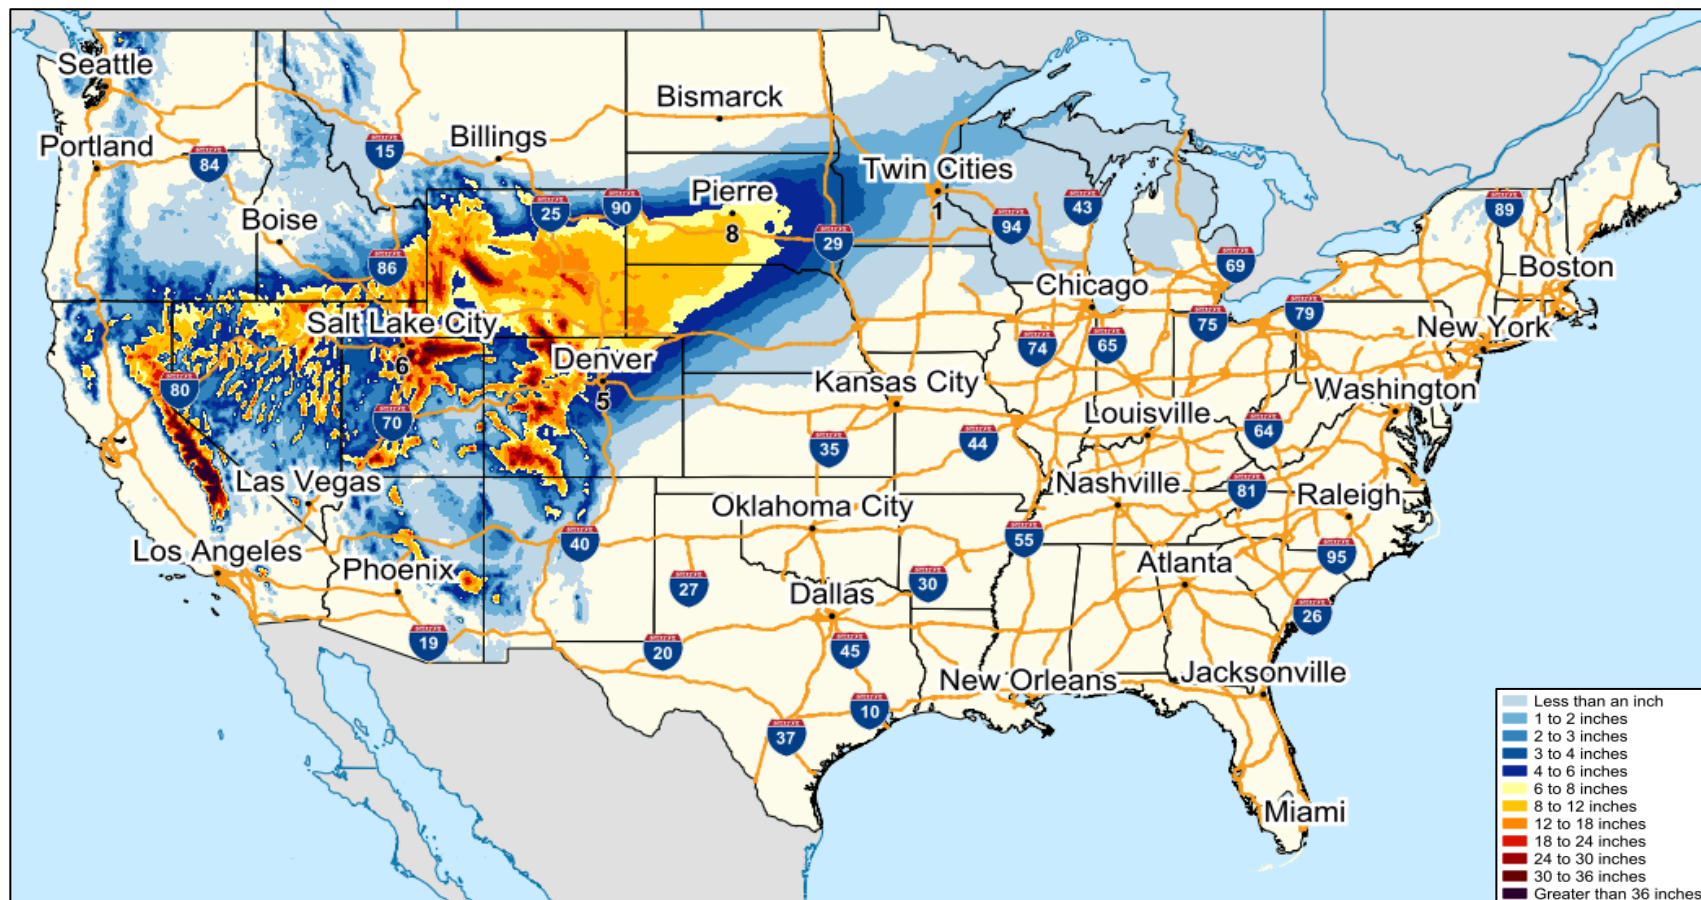 Seattle
Bismarck
Portland
84
15
Billings
Twin Cities
1
Pierre
8
25
90
43
94
29
89
Boise
86
69
Boston
Chicago
Salt Lake City
6
79
New York
75
74
65
Denver
5
80
Kansas City
Washington
70
Louisville
64
35
44
Las Vegas
Nashville
81
Raleigh
Oklahoma City
Los Angeles
40
55
95
Phoenix
Atlanta
27
30
Dallas
26
19
20
45
New Orleans
Jacksonville
10
37
Miami
Less than an inch
1 to 2 inches
2 to 3 inches
3 to 4 inches
4 to 6 inches
6 to 8 inches
8 to 12 inches
12 to 18 inches
18 to 24 inches
24 to 30 inches
30 to 36 inches
Greater than 36 inches